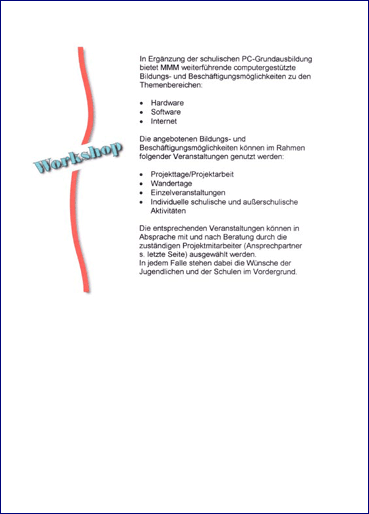 In Ergänzung der schulischen PC-Grundausbildung
bietet MMM weiterführende computergestützte
Bildungs- und Beschäftigungsmöglichkeiten zu den
Themenbereichen:
• Hardware
• Software
• Internet
Workshop
Die angebotenen Bildungs- und
Beschäftigungsmöglichkeiten können im Rahmen
folgender Veranstaltungen genutzt werden:
• Projekttage/Projektarbeit
• Wandertage
• Einzelveranstaltungen
• Individuelle schulische und außerschulische
Aktivitäten
Die entsprechenden Veranstaltungen können in
Absprache mit und nach Beratung durch die
zuständigen Projektmitarbeiter (Ansprechpartner
s. letzte Seite) ausgewählt werden.
In jedem Falle stehen dabei die Wünsche der
Jugendlichen und der Schulen im Vordergrund.